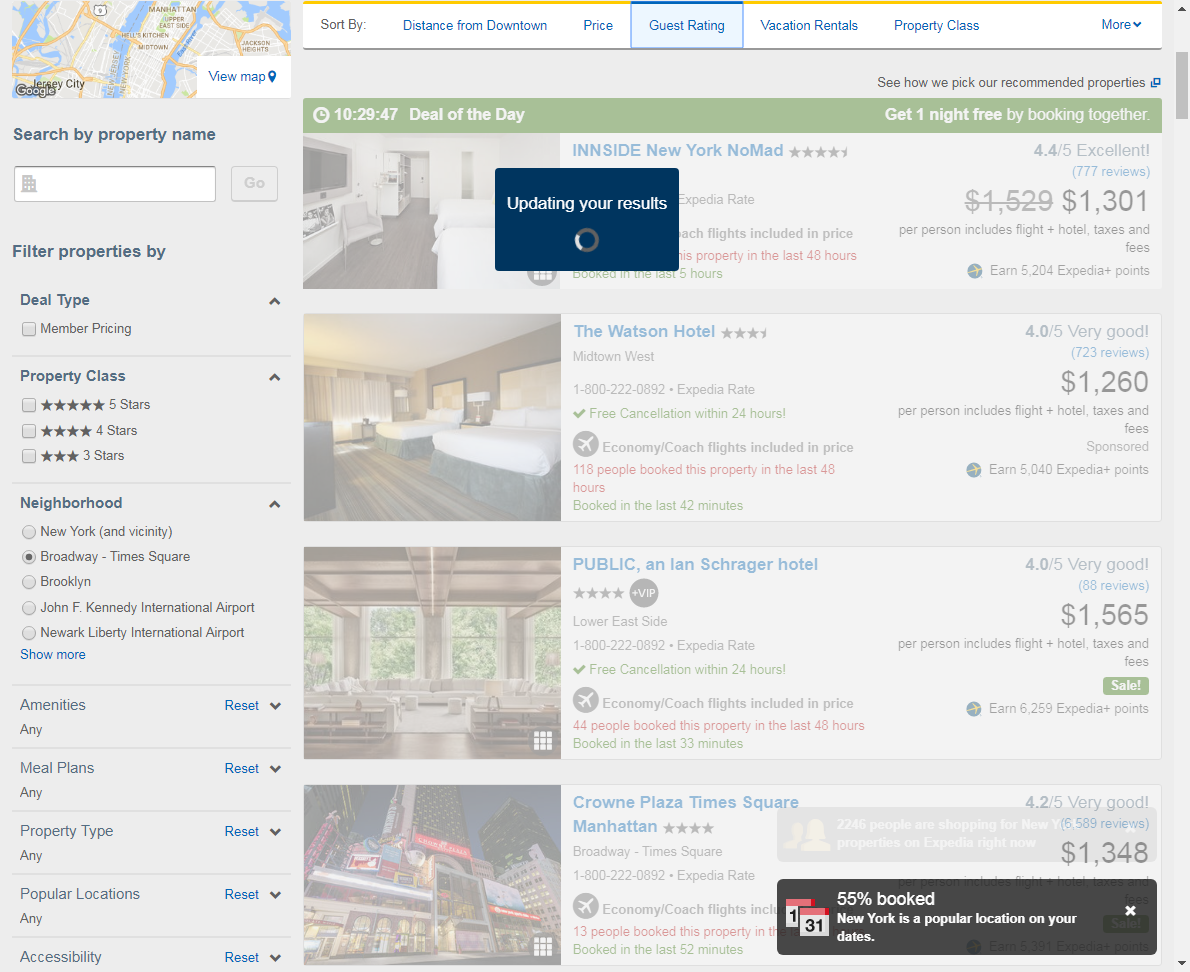 9
MANHATTAN
UPPER
EAST SIDE
HELL'S KITCHEN
MIDTOWN
JACKSON
HEIGHTS
East River
NEW JERSEY
NEW YORK
Jersey City
Google
View map
Search by property name
Go
Filter properties by
Deal Type
Member Pricing
Property Class
5 Stars
4 Stars
3 Stars
Neighborhood
New York (and vicinity)
Broadway - Times Square
Brooklyn
John F. Kennedy International Airport
Newark Liberty International Airport
Show more
Amenities Reset
Any
Meal Plans Reset
Any
Property Type Reset
Any
Popular Locations Reset
Any
Accessibility Reset
Sort By: Distance from Downtown Price Guest Rating Vacation Rentals Property Class More
See how we pick our recommended properties
10:29:47 Deal of the Day Get 1 night free by booking together.
INNSIDE New York NoMad 4.4/5 Excellent!
(777 reviews)
Updating your results
Expedia Rate $1,529 $1,301
per person includes flight + hotel, taxes and
fees
flights included in price
this property in the last 48 hours
Booked in the last 5 hours
Earn 5,204 Expedia+ points
The Watson Hotel 4.0/5 Very good!
Midtown West (723 reviews)
$1,260
1-800-222-0892 • Expedia Rate
per person includes flight + hotel, taxes and
fees
Free Cancellation within 24 hours!
Sponsored
Economy/Coach flights included in price
118 people booked this property in the last 48
hours
Earn 5,040 Expedia+ points
Booked in the last 42 minutes
PUBLIC, an Ian Schrager hotel 4.0/5 Very good!
+VIP (88 reviews)
Lower East Side $1,565
1-800-222-0892 • Expedia Rate
per person includes flight + hotel, taxes and
fees
Free Cancellation within 24 hours!
Sale!
Economy/Coach flights included in price
Earn 6,259 Expedia+ points
44 people booked this property in the last 48 hours
Booked in the last 33 minutes
Crowne Plaza Times Square 4.2/5 Very good!
Manhattan (6,589 reviews)
2246 people are shopping for New York
properties on Expedia right now
Broadway - Times Square $1,348
1-800-222-0892 • Expedia Rate
per person includes flight + hotel, taxes and
fees
Economy/Coach flights
13 people booked this property in the
Booked in the last 52 minutes
Sale!
Earn 5,391 Expedia+ points
1
31
55% booked
New York is a popular location on your
dates.